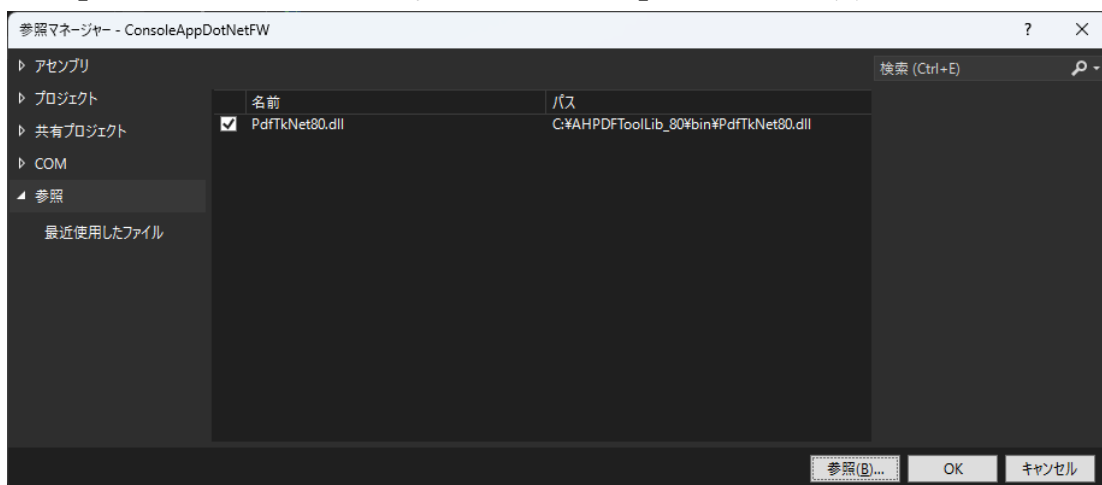 参照マネージャー - ConsoleAppDotNetFW
? ×
アセンブリ
検索 (Ctrl+E)
プロジェクト
名前 パス
共有プロジェクト
PdfTkNet80.dll C:¥AHPDFToolLib_80¥bin¥PdfTkNet80.dll
COM
参照
最近使用したファイル
参照(B)... OK キャンセル